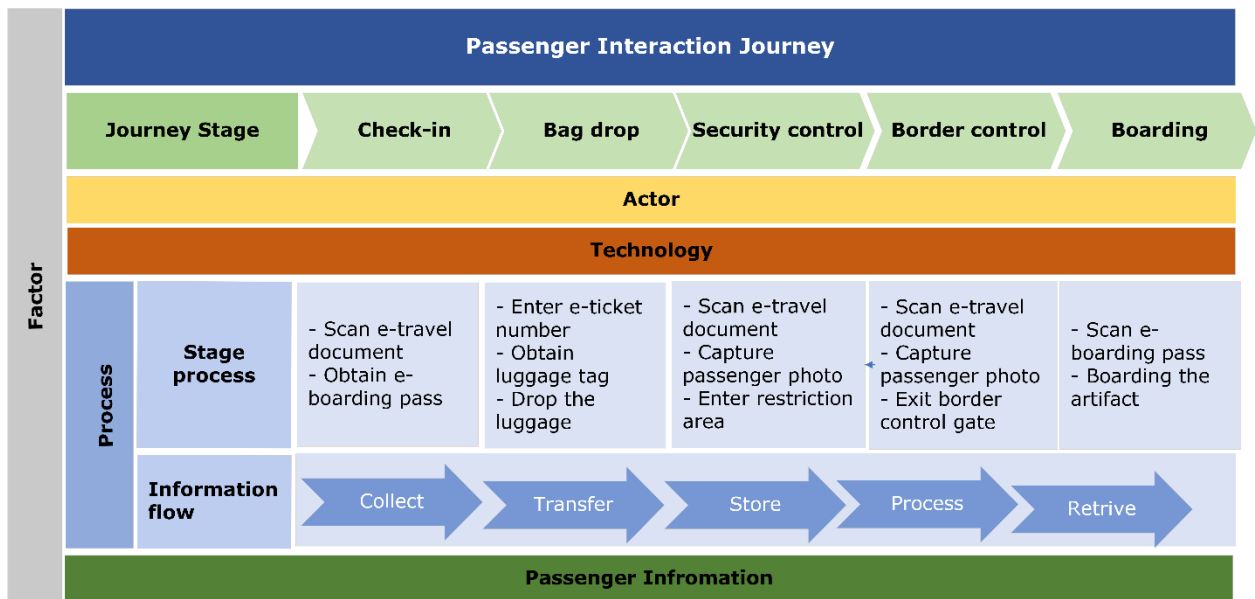 Passenger Interaction Journey
Factor
Journey Stage
Check-in
Bag drop
Security control
Border control
Boarding
Actor
Technology
Process
Stage
process
- Scan e-travel
document
- Obtain e-
boarding pass
- Enter e-ticket
number
- Obtain
luggage tag
- Drop the
luggage
- Scan e-travel
document
- Capture
passenger photo
- Enter restriction
area
- Scan e-travel
document
- Capture
passenger photo
- Exit border
control gate
- Scan e-
boarding pass
- Boarding the
artifact
Information
flow
Collect
Transfer
Store
Process
Retrive
Passenger Infromation